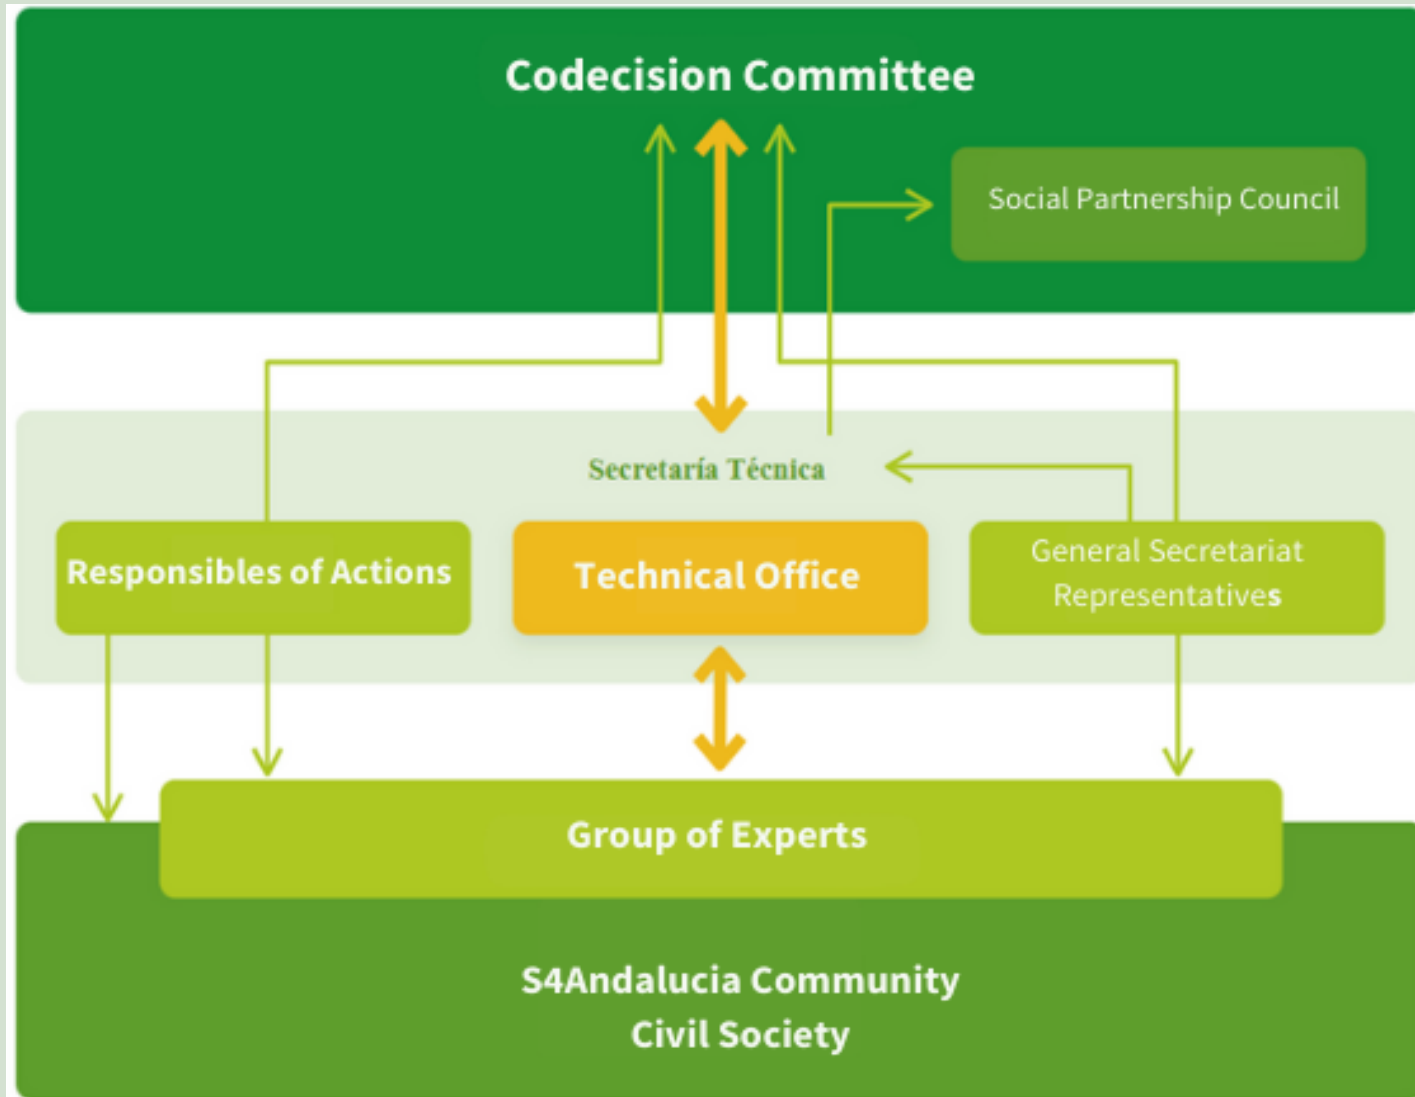 Codecision Committee
Social Partnership Council
Secretaría Técnica
Responsibles of Actions
Technical Office
General Secretariat
Representatives
Group of Experts
S4Andalucia Community
Civil Society